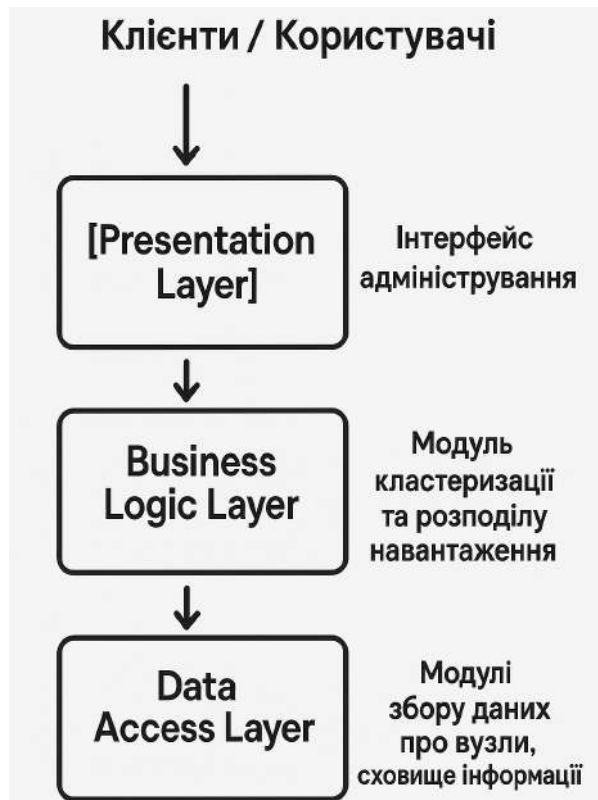 Клієнти / Користувачі
[Presentation
Layer]
Інтерфейс
адміністрування
Business
Logic Layer
Модуль
кластеризації
та розподілу
навантаження
Data
Access Layer
Модулі
збору даних
про вузли,
сховище інформації